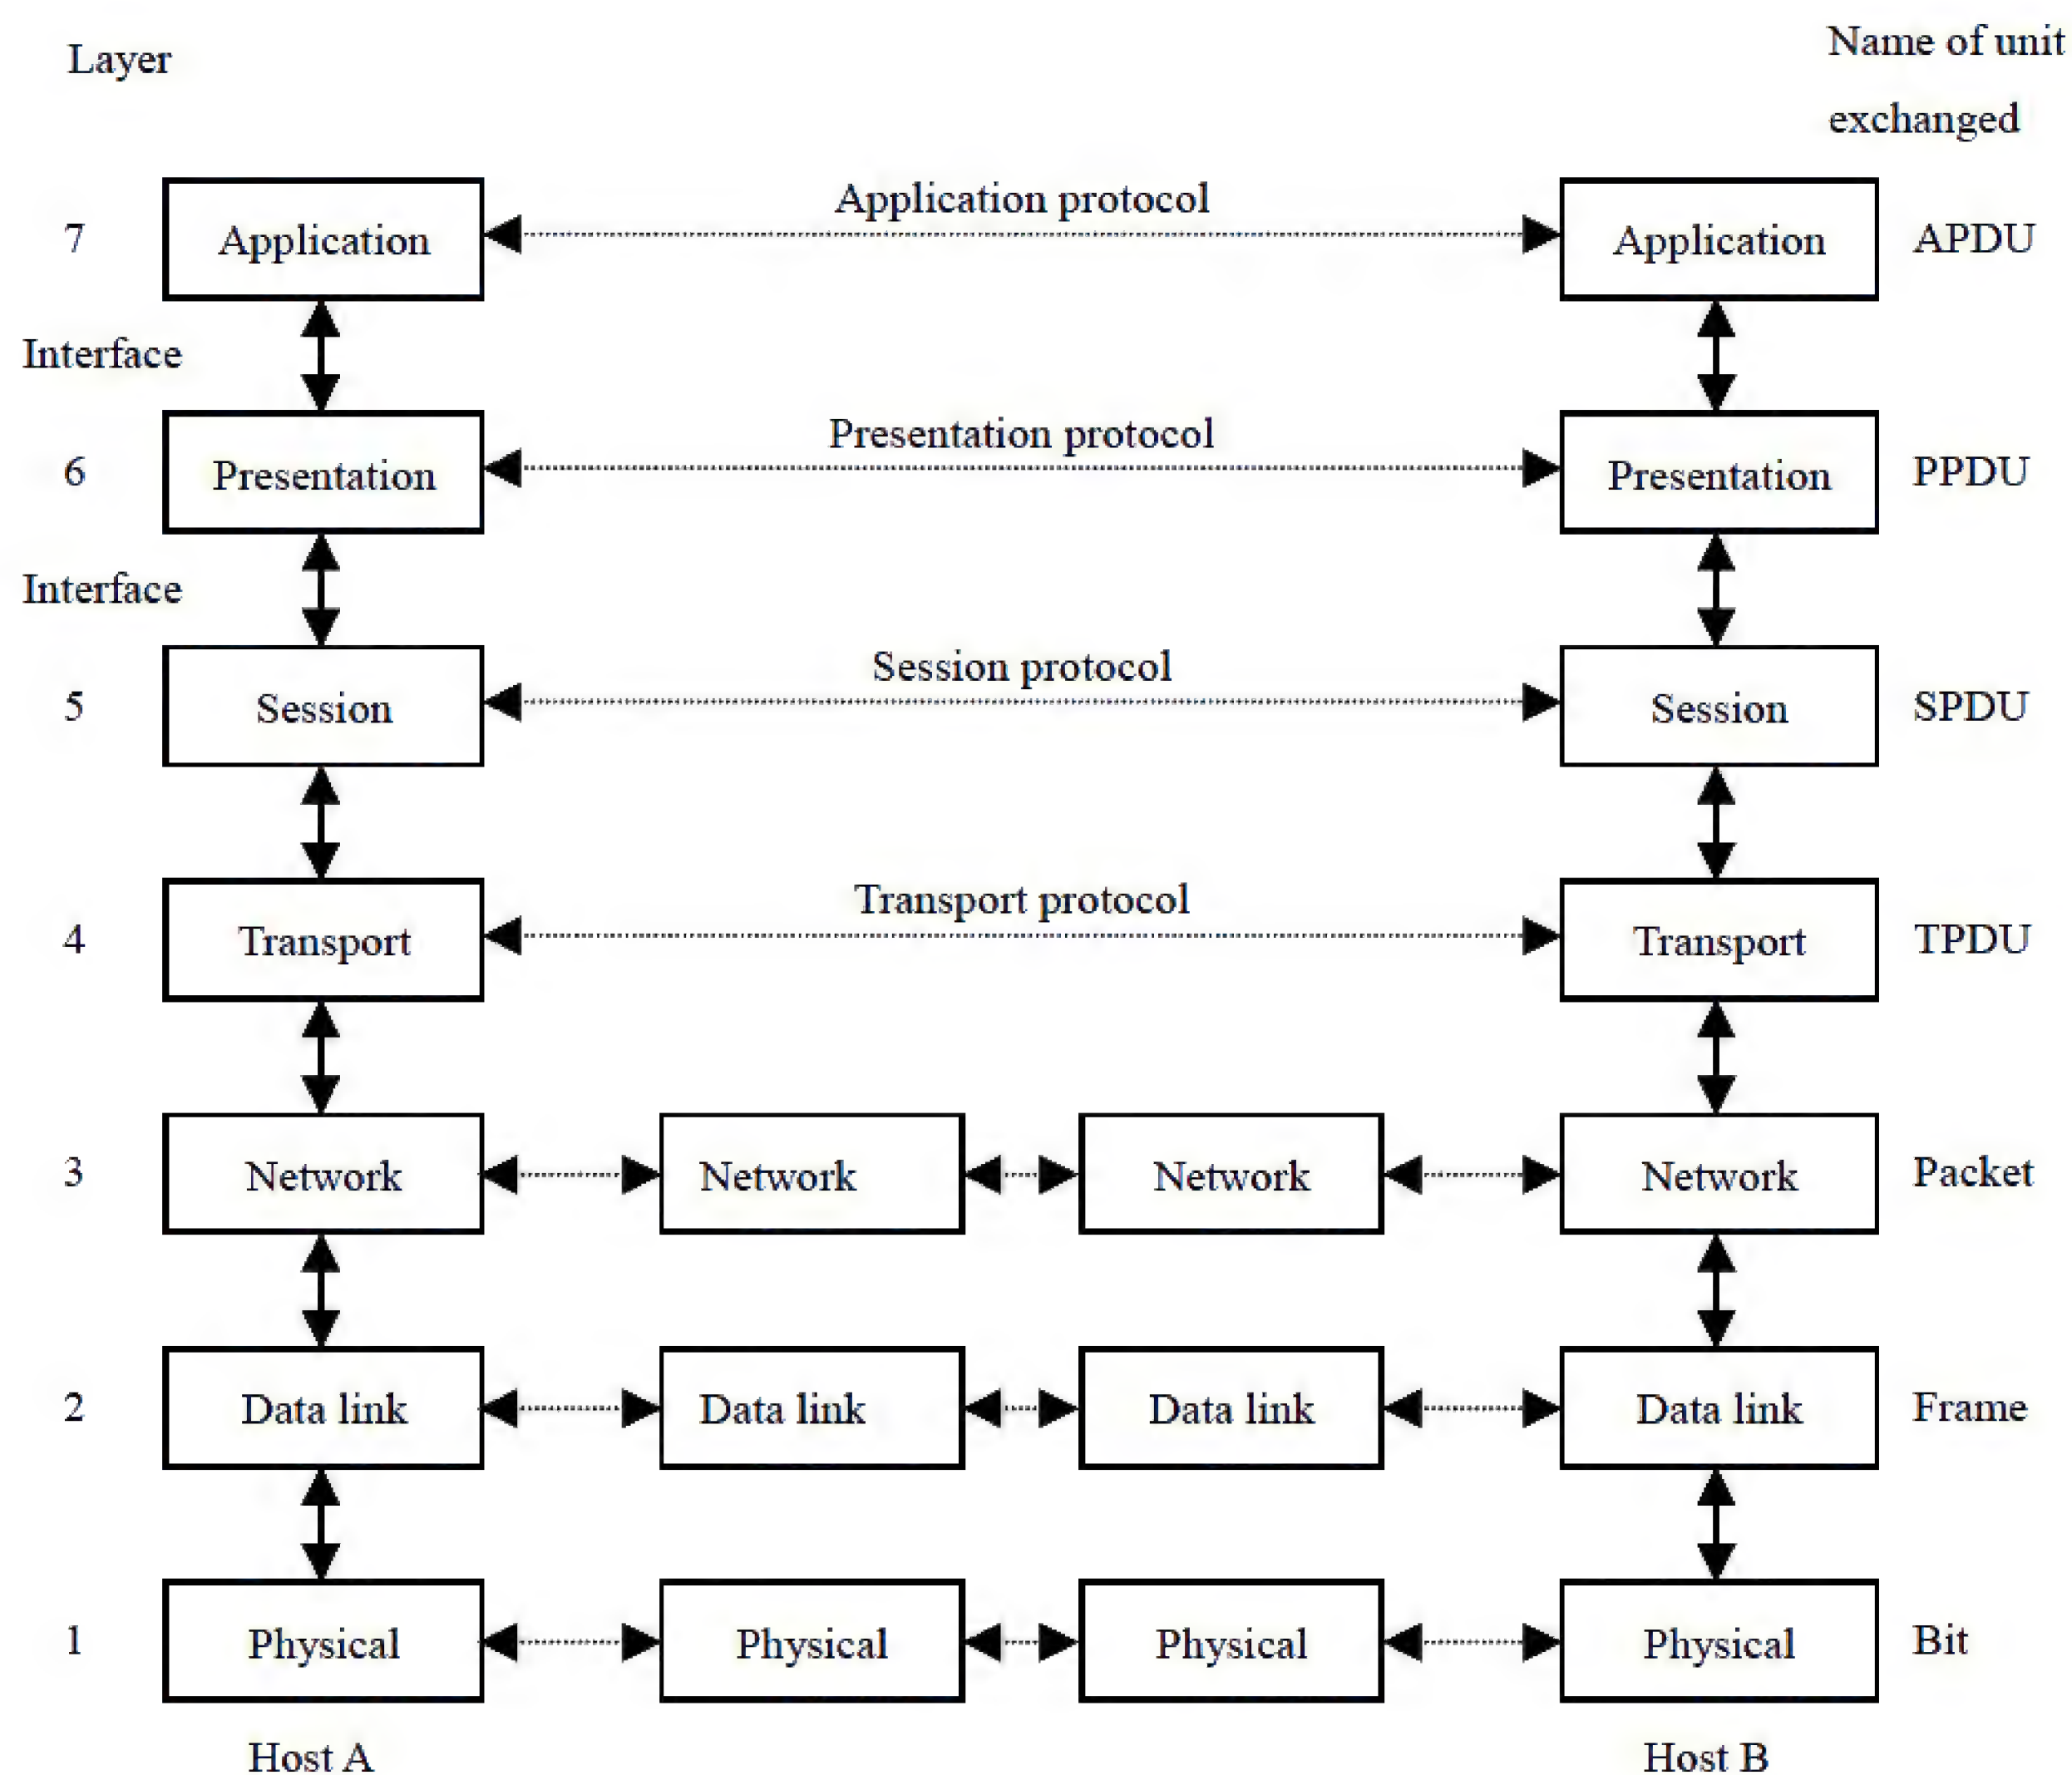 Layer
Name of unit
exchanged
Application protocol
7 Application Application APDU
Interface
Presentation protocol
6 Presentation Presentation PPDU
Interface
Session protocol
5 Session Session SPDU
Transport protocol
4 Transport Transport TPDU
3 Network Network Network Network Packet
2 Data link Data link Data link Data link Frame
1 Physical Physical Physical Physical Bit
Host A Host B